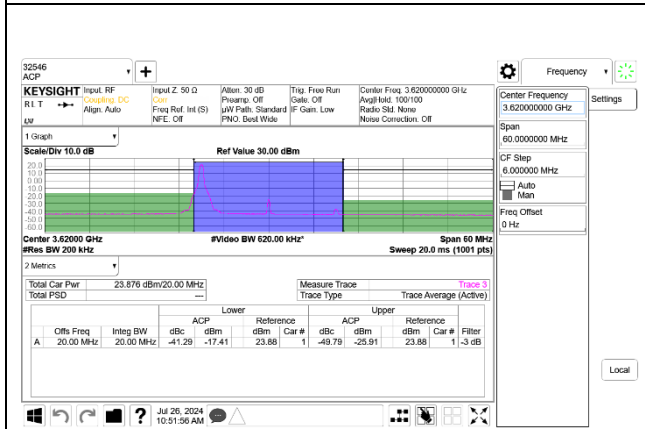 32546
ACP
Frequency
KEYSIGHT
RL T
Input: RF
Coupling: DC
Align: Auto
Input Z: 50 Ω
Corr
Freq Ref: Int (S)
NFE: Off
Atten: 30 dB
Preamp: Off
µW Path: Standard
PNO: Best Wide
Trig: Free Run
Gate: Off
IF Gain: Low
Center Freq: 3.620000000 GHz
Avg|Hold: 100/100
Radio Std: None
Noise Correction: Off
1 Graph
Scale/Div 10.0 dB
Ref Value 30.00 dBm
20.0
10.0
0.00
-10.0
-20.0
-30.0
-40.0
-50.0
-60.0
Center 3.62000 GHz
#Video BW 620.00 kHz*
Span 60 MHz
#Res BW 200 kHz
Sweep 20.0 ms (1001 pts)
2 Metrics
Total Car Pwr 23.876 dBm/20.00 MHz
Total PSD ---
Measure Trace Trace 3
Trace Type Trace Average (Active)
Lower Upper
ACP Reference ACP Reference
Offs Freq Integ BW dBc dBm dBm Car # dBc dBm dBm Car # Filter
A 20.00 MHz 20.00 MHz -41.29 -17.41 23.88 1 -49.79 -25.91 23.88 1 -3 dB
Center Frequency
3.620000000 GHz
Settings
Span
60.0000000 MHz
CF Step
6.000000 MHz
Auto
Man
Freq Offset
0 Hz
Local
Jul 26, 2024
10:51:56 AM